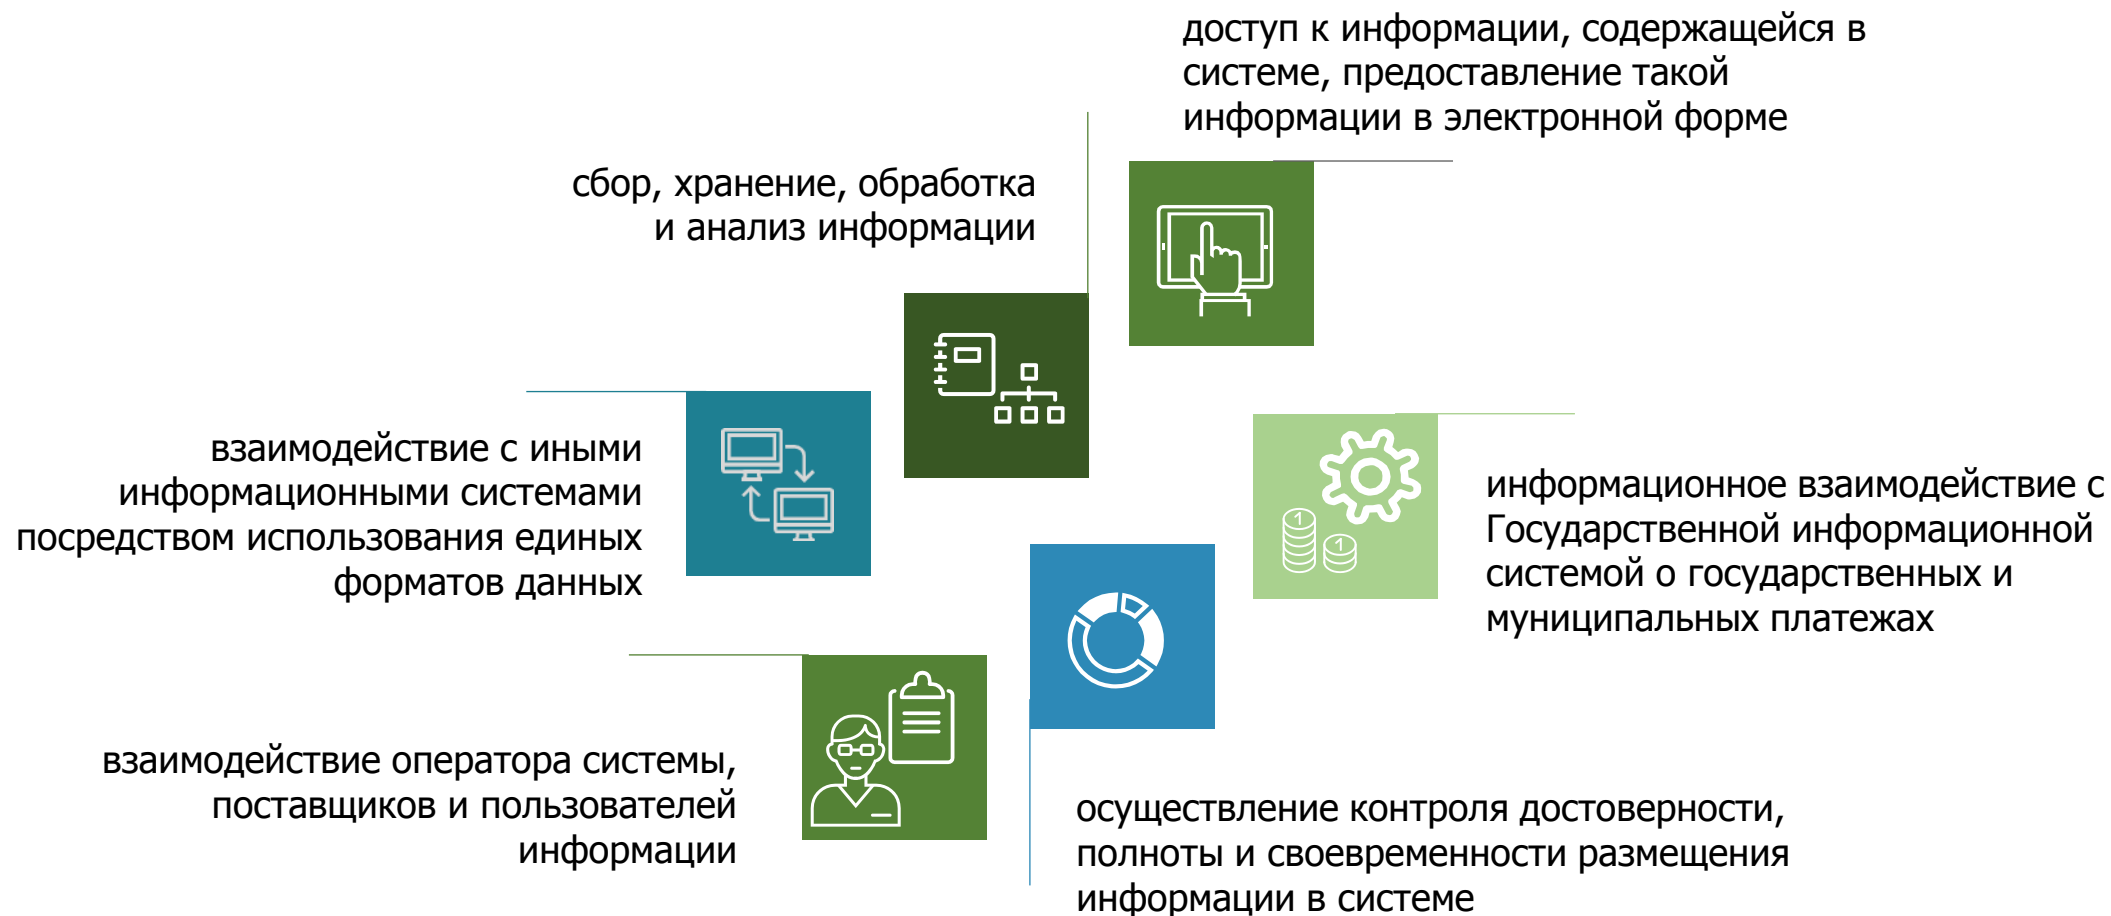 доступ к информации, содержащейся в
системе, предоставление такой
информации в электронной форме
сбор, хранение, обработка
и анализ информации
взаимодействие с иными
информационными системами
посредством использования единых
форматов данных
информационное взаимодействие с
Государственной информационной
системой о государственных и
муниципальных платежах
1
1
взаимодействие оператора системы,
поставщиков и пользователей
информации
осуществление контроля достоверности,
полноты и своевременности размещения
информации в системе